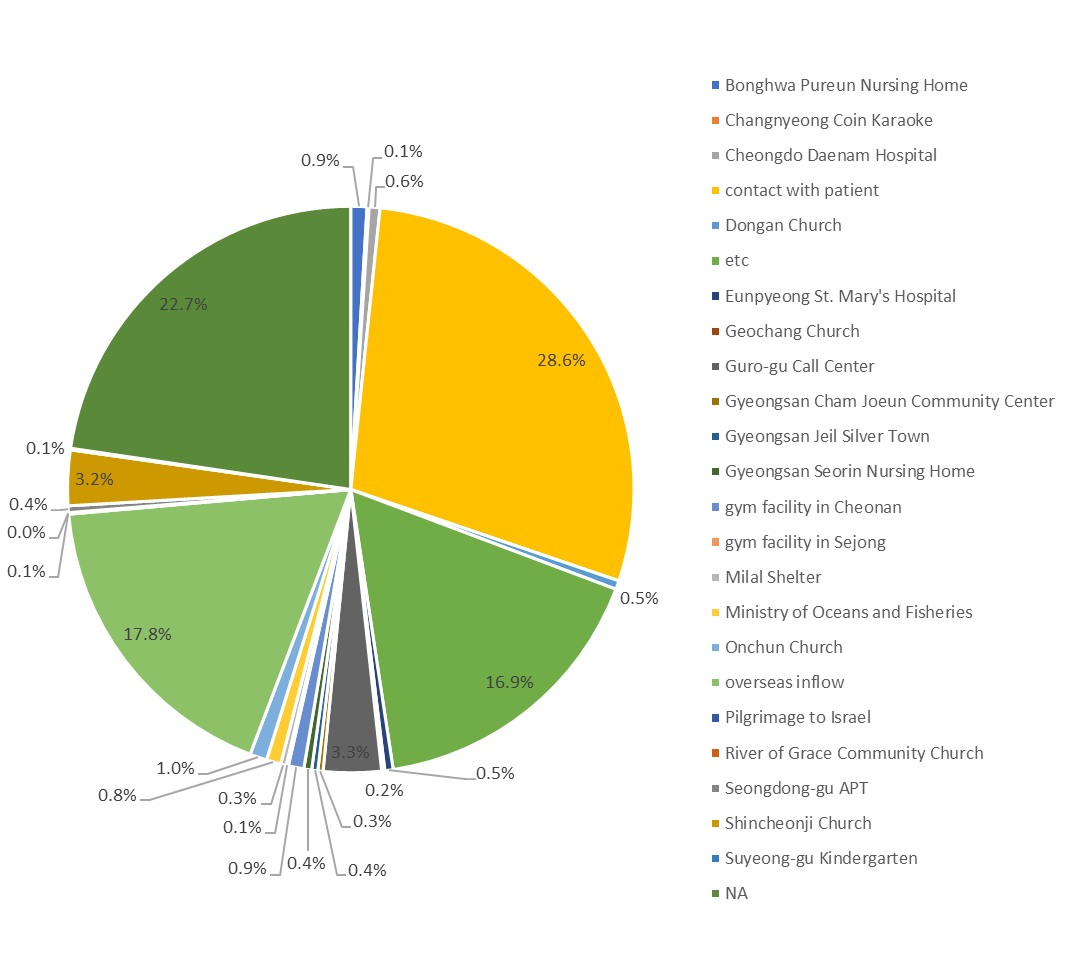 0.9%
0.1%
0.6%
28.6%
0.5%
16.9%
0.5%
0.2%
3.3%
0.3%
0.4%
0.4%
0.9%
0.1%
0.3%
0.8%
1.0%
17.8%
0.1%
0.0%
0.4%
3.2%
0.1%
22.7%
Bonghwa Pureun Nursing Home
Changnyeong Coin Karaoke
Cheongdo Daenam Hospital
contact with patient
Dongan Church
etc
Eunpyeong St. Mary's Hospital
Geochang Church
Guro-gu Call Center
Gyeongsan Cham Joeun Community Center
Gyeongsan Jeil Silver Town
Gyeongsan Seorin Nursing Home
gym facility in Cheonan
gym facility in Sejong
Milal Shelter
Ministry of Oceans and Fisheries
Onchun Church
overseas inflow
Pilgrimage to Israel
River of Grace Community Church
Seongdong-gu APT
Shincheonji Church
Suyeong-gu Kindergarten
NA